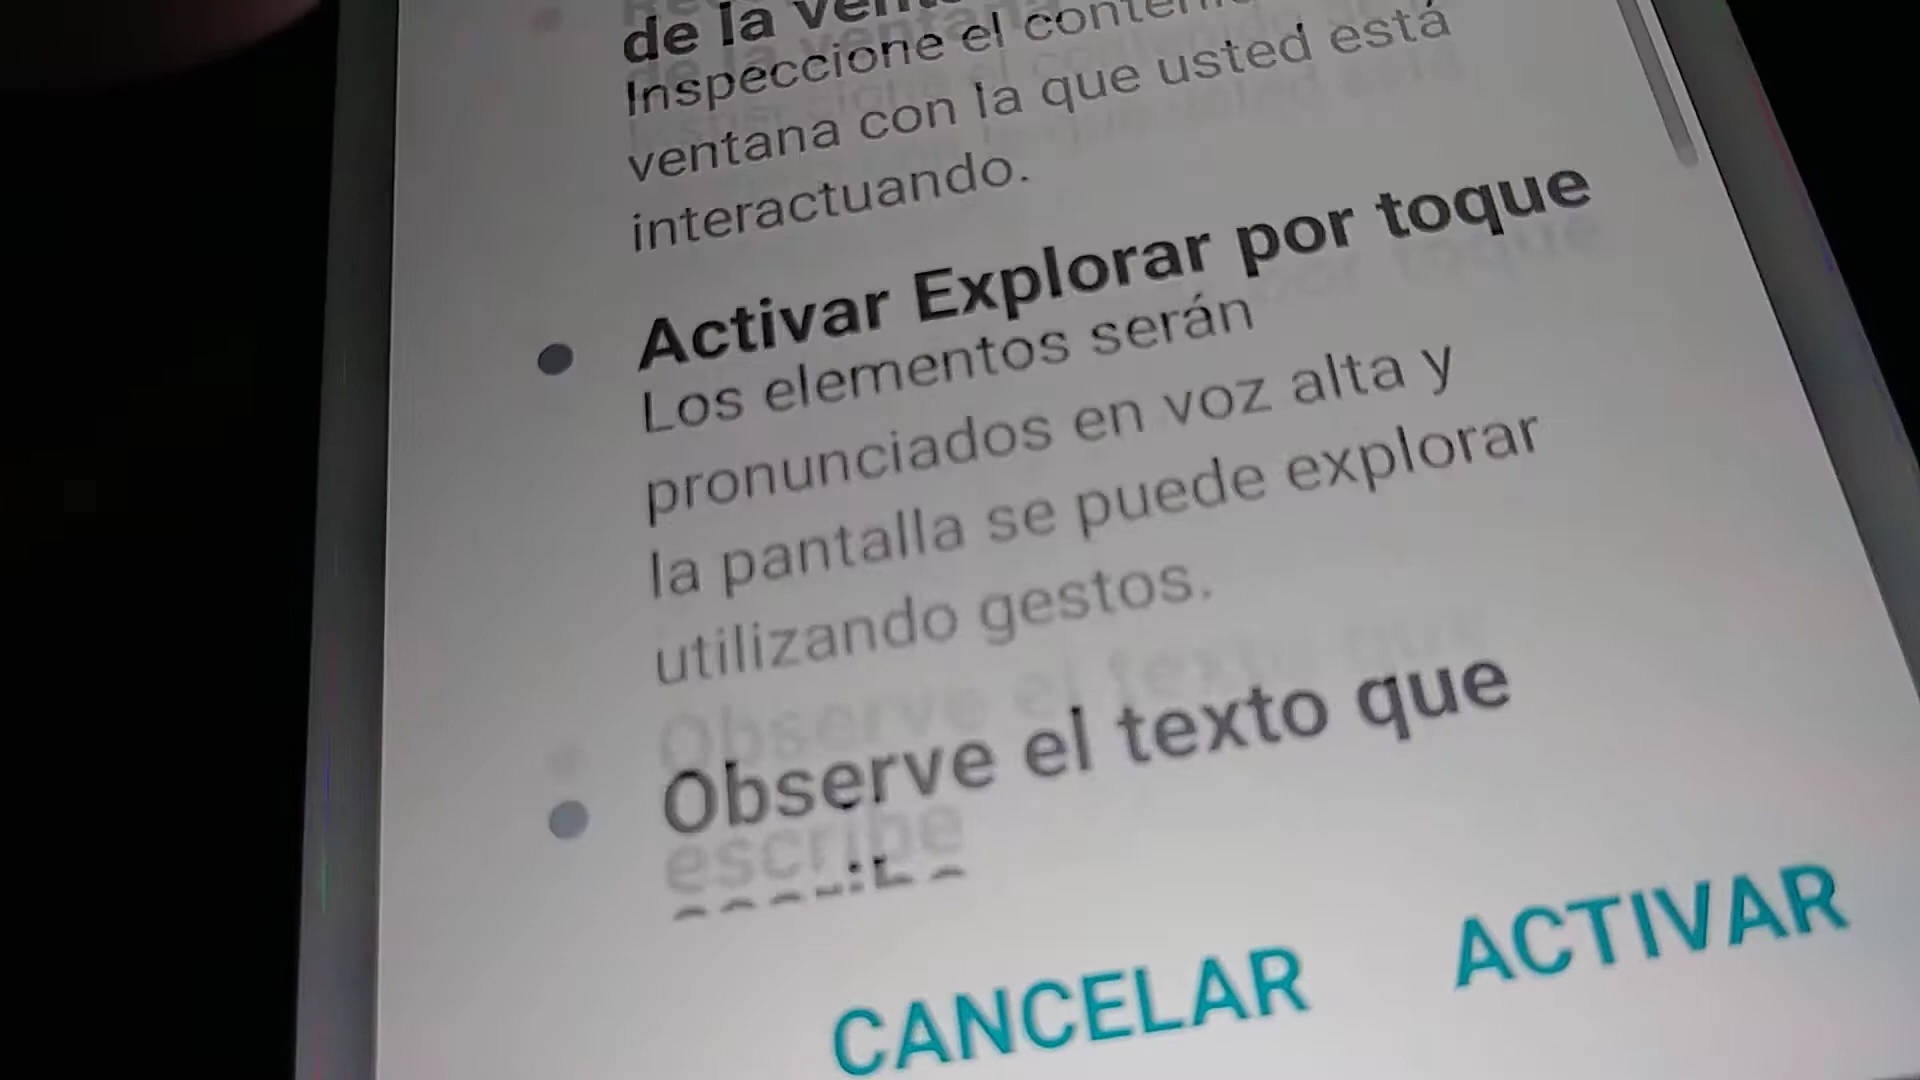 de la
Inspeccione el
ventana con la que usted está
interactuando.
Activar Explorar por toque
Los elementos serán
pronunciados en voz alta y
la pantalla se puede explorar
utilizando gestos.
Observe el texto que
escribe
CANCELAR ACTIVAR